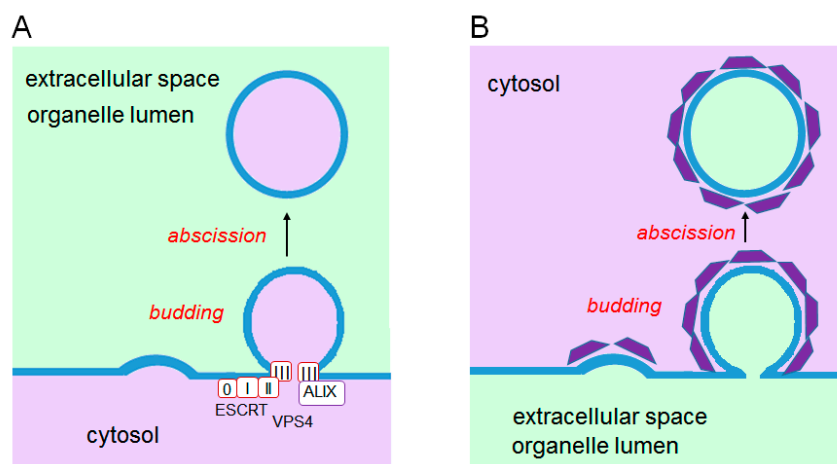 A
extracellular space
organelle lumen
abscission
budding
III
III
0
I
II
ALIX
ESCRT
VPS4
cytosol
B
cytosol
abscission
budding
extracellular space
organelle lumen